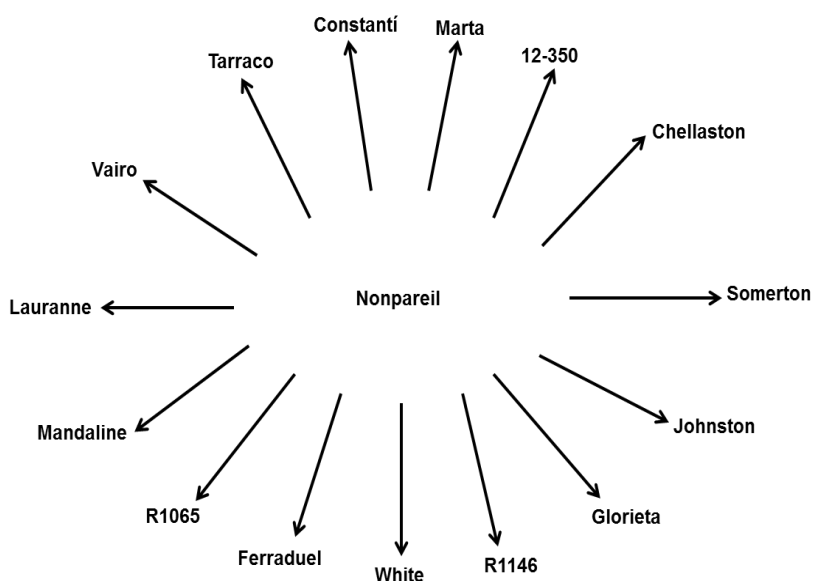 Constantí
Marta
12-350
Tarraco
Chellaston
Vairo
Nonpareil
Somerton
Lauranne
Johnston
Mandaline
R1065
Glorieta
Ferraduel
R1146
White